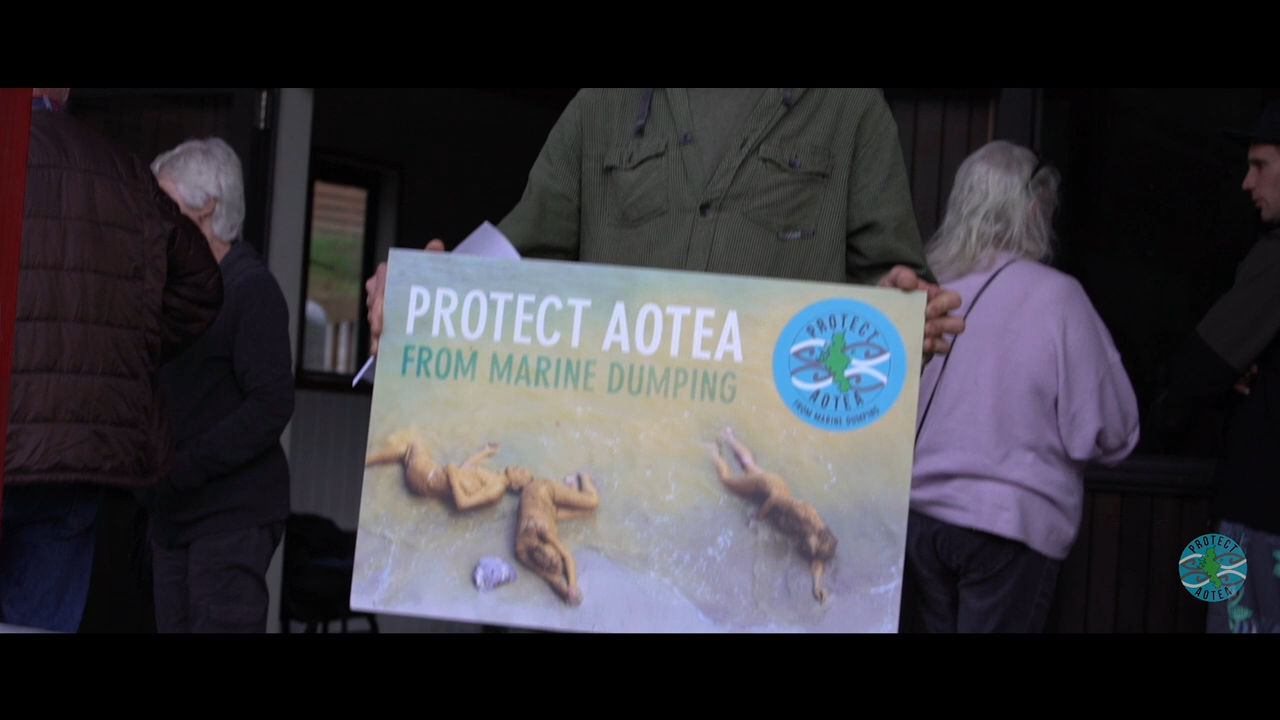 PROTECT AOTEA
FROM MARINE DUMPING
PROTECT
AOTEA
FROM MARINE DUMPING
PROTECT
AOTEA